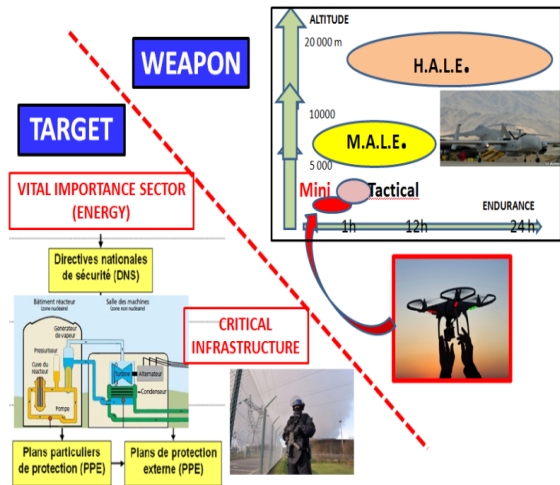 WEAPON
TARGET
ALTITUDE
20 000 m
H.A.L.E.
10000
M.A.L.E.
5 000
Mini
Tactical
ENDURANCE
1h
12h
24 h
VITAL IMPORTANCE SECTOR
(ENERGY)
Directives nationales
de sécurité (DNS)
Bâtiment réacteur
(zone nucléaire)
Salle des machines
(zone non nucléaire)
Générateur
de vapeur
Pressuriseur
Cuve du
réacteur
Pompe
Turbine
Alternateur
Condenseur
CRITICAL
INFRASTRUCTURE
Plans particuliers
de protection (PPE)
Plans de protection
externe (PPE)